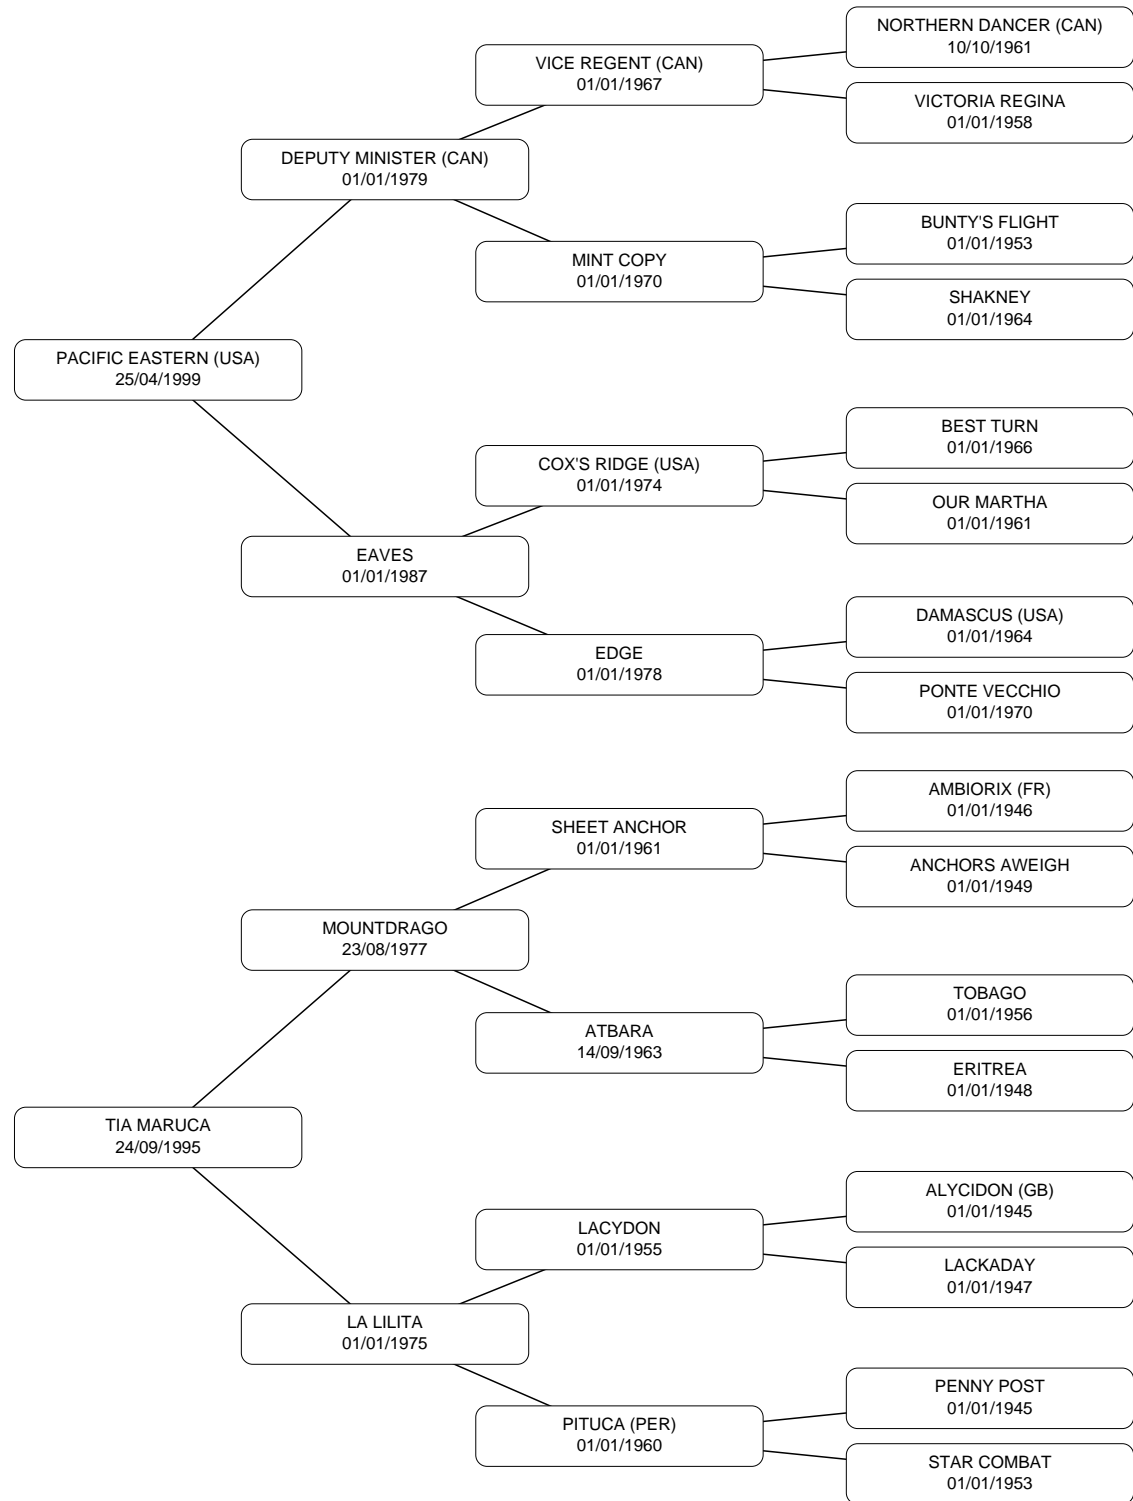 NORTHERN DANCER (CAN)
10/10/1961
VICE REGENT (CAN)
01/01/1967
VICTORIA REGINA
01/01/1958
DEPUTY MINISTER (CAN)
01/01/1979
BUNTY'S FLIGHT
01/01/1953
MINT COPY
01/01/1970
SHAKNEY
01/01/1964
PACIFIC EASTERN (USA)
25/04/1999
BEST TURN
01/01/1966
COX'S RIDGE (USA)
01/01/1974
OUR MARTHA
01/01/1961
EAVES
01/01/1987
DAMASCUS (USA)
01/01/1964
EDGE
01/01/1978
PONTE VECCHIO
01/01/1970
AMBIORIX (FR)
01/01/1946
SHEET ANCHOR
01/01/1961
ANCHORS AWEIGH
01/01/1949
MOUNTDRAGO
23/08/1977
TOBAGO
01/01/1956
ATBARA
14/09/1963
ERITREA
01/01/1948
TIA MARUCA
24/09/1995
ALYCIDON (GB)
01/01/1945
LACYDON
01/01/1955
LACKADAY
01/01/1947
LA LILITA
01/01/1975
PENNY POST
01/01/1945
PITUCA (PER)
01/01/1960
STAR COMBAT
01/01/1953